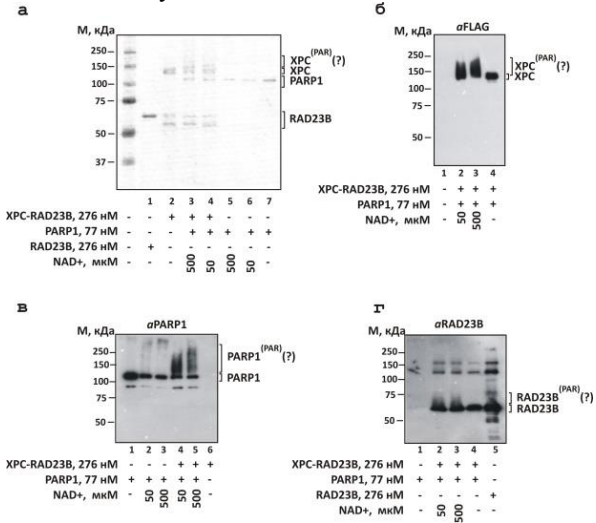 а
М, кДа
250
150
100
75
50
37
XPC(PAR)(?)
XPC
PARP1
RAD23B
1 2 3 4 5 6 7
XPC-RAD23B, 276 нМ - - + + + - - -
PARP1, 77 нМ - - - + + + + +
RAD23B, 276 нМ - + - - - - - -
NAD+, мкМ - - - 500 50 500 50 -
б
αFLAG
М, кДа
250
150
100
75
50
XPC(PAR)(?)
XPC
1 2 3 4
XPC-RAD23B, 276 нМ - + + +
PARP1, 77 нМ - + + +
NAD+, мкМ - 50 500 -
в
αPARP1
М, кДа
250
150
100
75
50
PARP1(PAR)(?)
PARP1
1 2 3 4 5 6
XPC-RAD23B, 276 нМ - - - + + +
PARP1, 77 нМ + + + + + -
NAD+, мкМ - 50 500 50 500 -
г
αRAD23B
М, кДа
250
150
100
75
50
RAD23B(PAR)(?)
RAD23B
1 2 3 4 5
XPC-RAD23B, 276 нМ - + + + -
PARP1, 77 нМ + + + + -
RAD23B, 276 нМ - - - - +
NAD+, мкМ - 50 500 - -